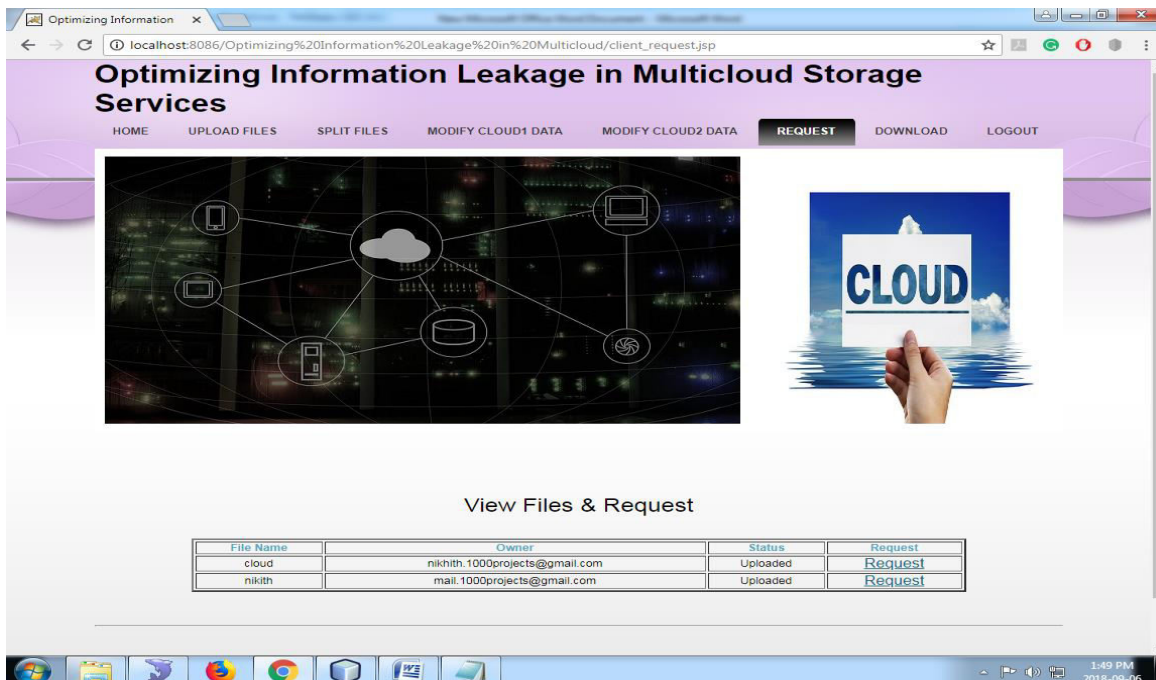 Optimizing Information
localhost:8086/Optimizing%20Information%20Leakage%20in%20Multicloud/client_request.jsp
Optimizing Information Leakage in Multicloud Storage
Services
HOME UPLOAD FILES SPLIT FILES MODIFY CLOUD1 DATA MODIFY CLOUD2 DATA REQUEST DOWNLOAD LOGOUT
CLOUD
View Files & Request
File Name Owner Status Request
cloud nikhith.1000projects@gmail.com Uploaded Request
nikith mail.1000projects@gmail.com Uploaded Request
1:49 PM
2018-09-06